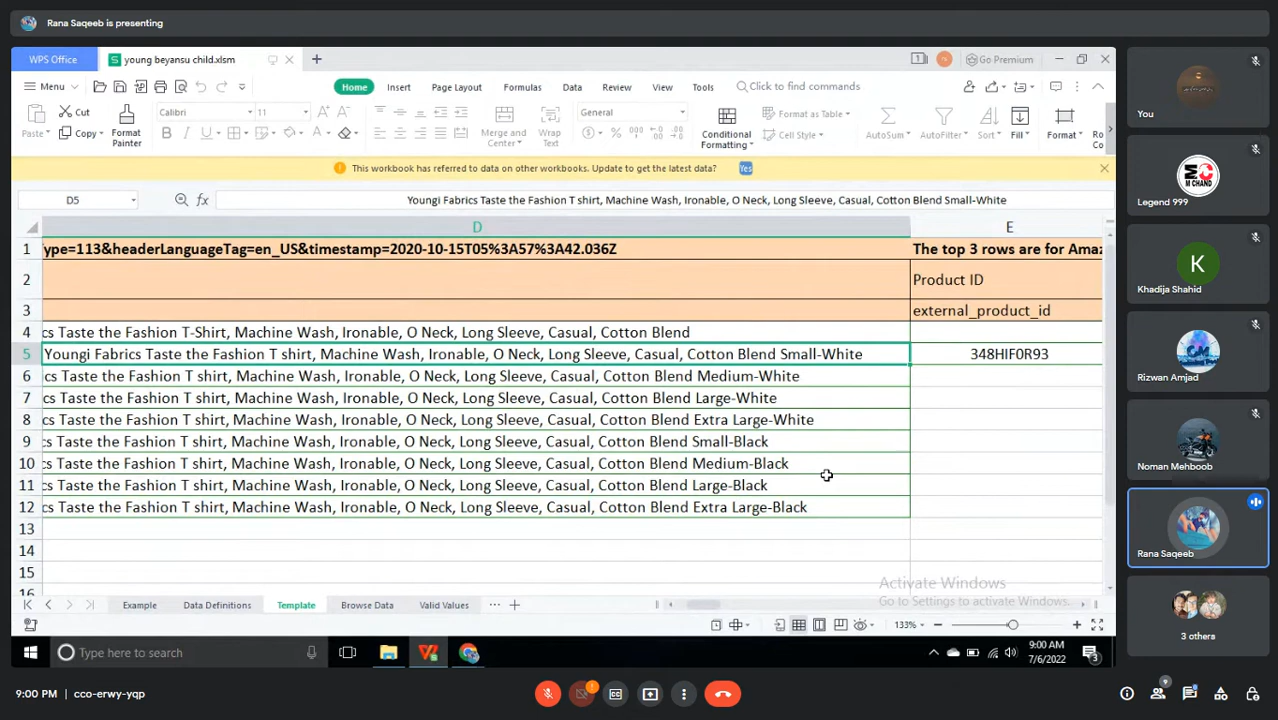 Rana Saqeeb is presenting
WPS Office
young beyansu child.xlsm
Go Premium
Menu
Home
Insert
Page Layout
Formulas
Data
Review
View
Tools
Click to find commands
Cut
Paste
Copy
Format
Painter
Calibri
11
Merge and
Center
Wrap
Text
General
Conditional
Formatting
Format as Table
Cell Style
AutoSum
AutoFilter
Sort
Fill
Format
Ro
Co
This workbook has referred to data on other workbooks. Update to get the latest data?
Yes
D5
fx
Youngi Fabrics Taste the Fashion T shirt, Machine Wash, Ironable, O Neck, Long Sleeve, Casual, Cotton Blend Small-White
D
E
1 ype=113&headerLanguageTag=en_US&timestamp=2020-10-15T05%3A57%3A42.036Z The top 3 rows are for Amaz
2 Product ID
3 external_product_id
4 cs Taste the Fashion T-Shirt, Machine Wash, Ironable, O Neck, Long Sleeve, Casual, Cotton Blend
5 Youngi Fabrics Taste the Fashion T shirt, Machine Wash, Ironable, O Neck, Long Sleeve, Casual, Cotton Blend Small-White 348HIF0R93
6 cs Taste the Fashion T shirt, Machine Wash, Ironable, O Neck, Long Sleeve, Casual, Cotton Blend Medium-White
7 cs Taste the Fashion T shirt, Machine Wash, Ironable, O Neck, Long Sleeve, Casual, Cotton Blend Large-White
8 cs Taste the Fashion T shirt, Machine Wash, Ironable, O Neck, Long Sleeve, Casual, Cotton Blend Extra Large-White
9 cs Taste the Fashion T shirt, Machine Wash, Ironable, O Neck, Long Sleeve, Casual, Cotton Blend Small-Black
10 cs Taste the Fashion T shirt, Machine Wash, Ironable, O Neck, Long Sleeve, Casual, Cotton Blend Medium-Black
11 cs Taste the Fashion T shirt, Machine Wash, Ironable, O Neck, Long Sleeve, Casual, Cotton Blend Large-Black
12 cs Taste the Fashion T shirt, Machine Wash, Ironable, O Neck, Long Sleeve, Casual, Cotton Blend Extra Large-Black
13
14
15
16
Activate Windows
Go to Settings to activate Windows.
Example
Data Definitions
Template
Browse Data
Valid Values
133%
Type here to search
9:00 AM
7/6/2022
3
You
M CHAND
Legend 999
K
Khadija Shahid
Rizwan Amjad
Noman Mehboob
Rana Saqeeb
3 others
9:00 PM
cco-erwy-yqp
9